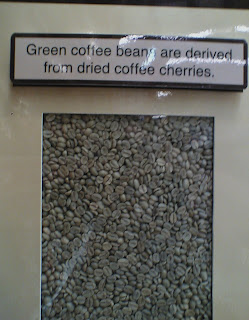 Green coffee beans are derived
from dried coffee cherries.